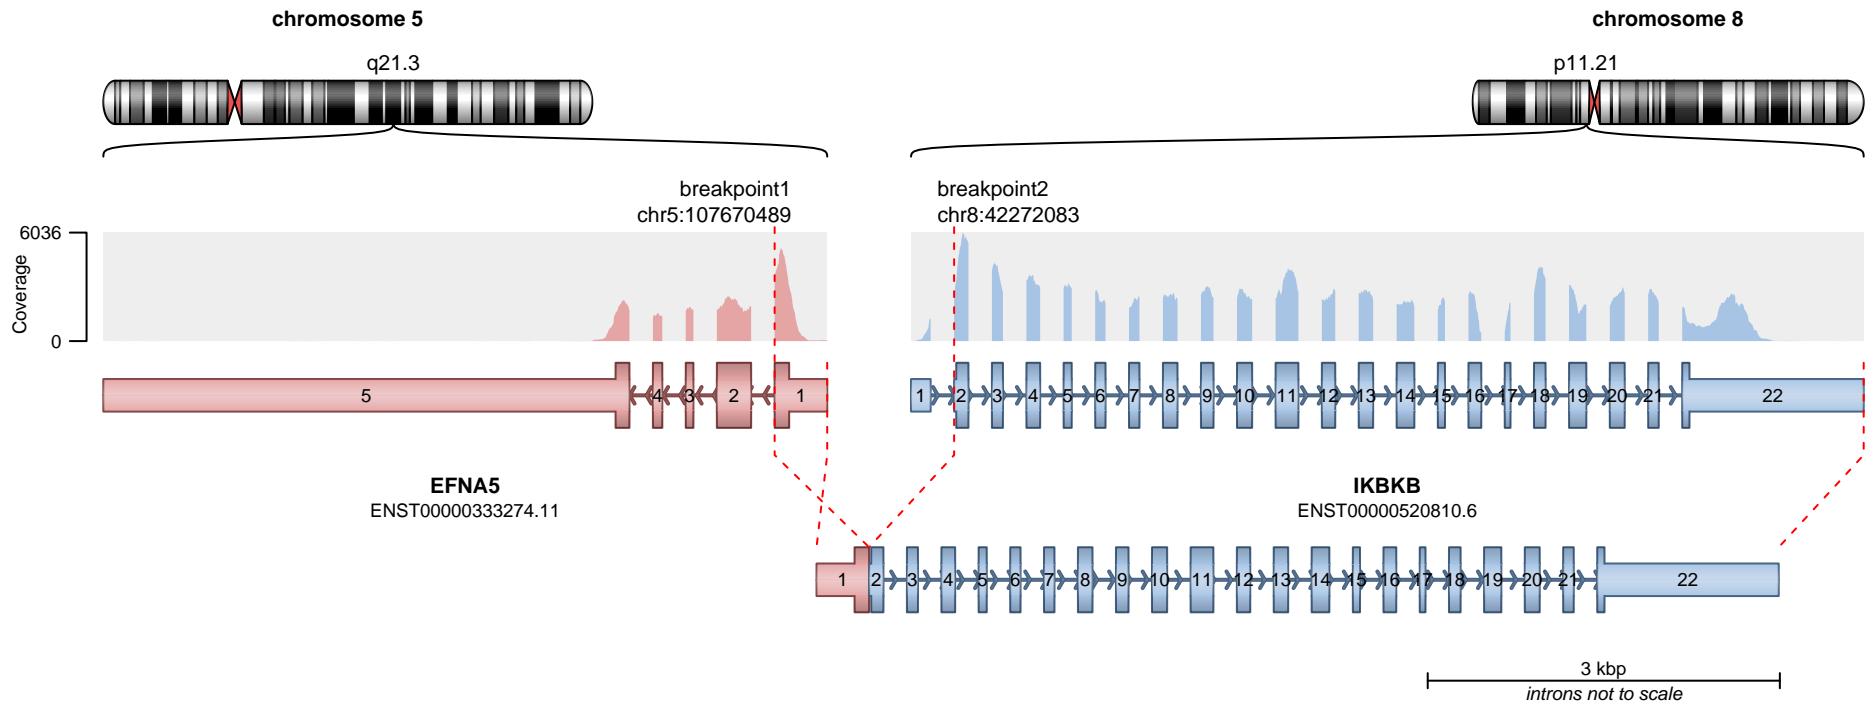 chromosome 5
chromosome 8
q21.3
p11.21
breakpoint1
chr5:107670489
breakpoint2
chr8:42272083
6036
Coverage
0
5 4 3 2 1
1 2 3 4 5 6 7 8 9 10 11 12 13 14 15 16 17 18 19 20 21 22
EFNA5
ENST00000333274.11
IKBKB
ENST00000520810.6
1 2 3 4 5 6 7 8 9 10 11 12 13 14 15 16 17 18 19 20 21 22
3 kbp
introns not to scale